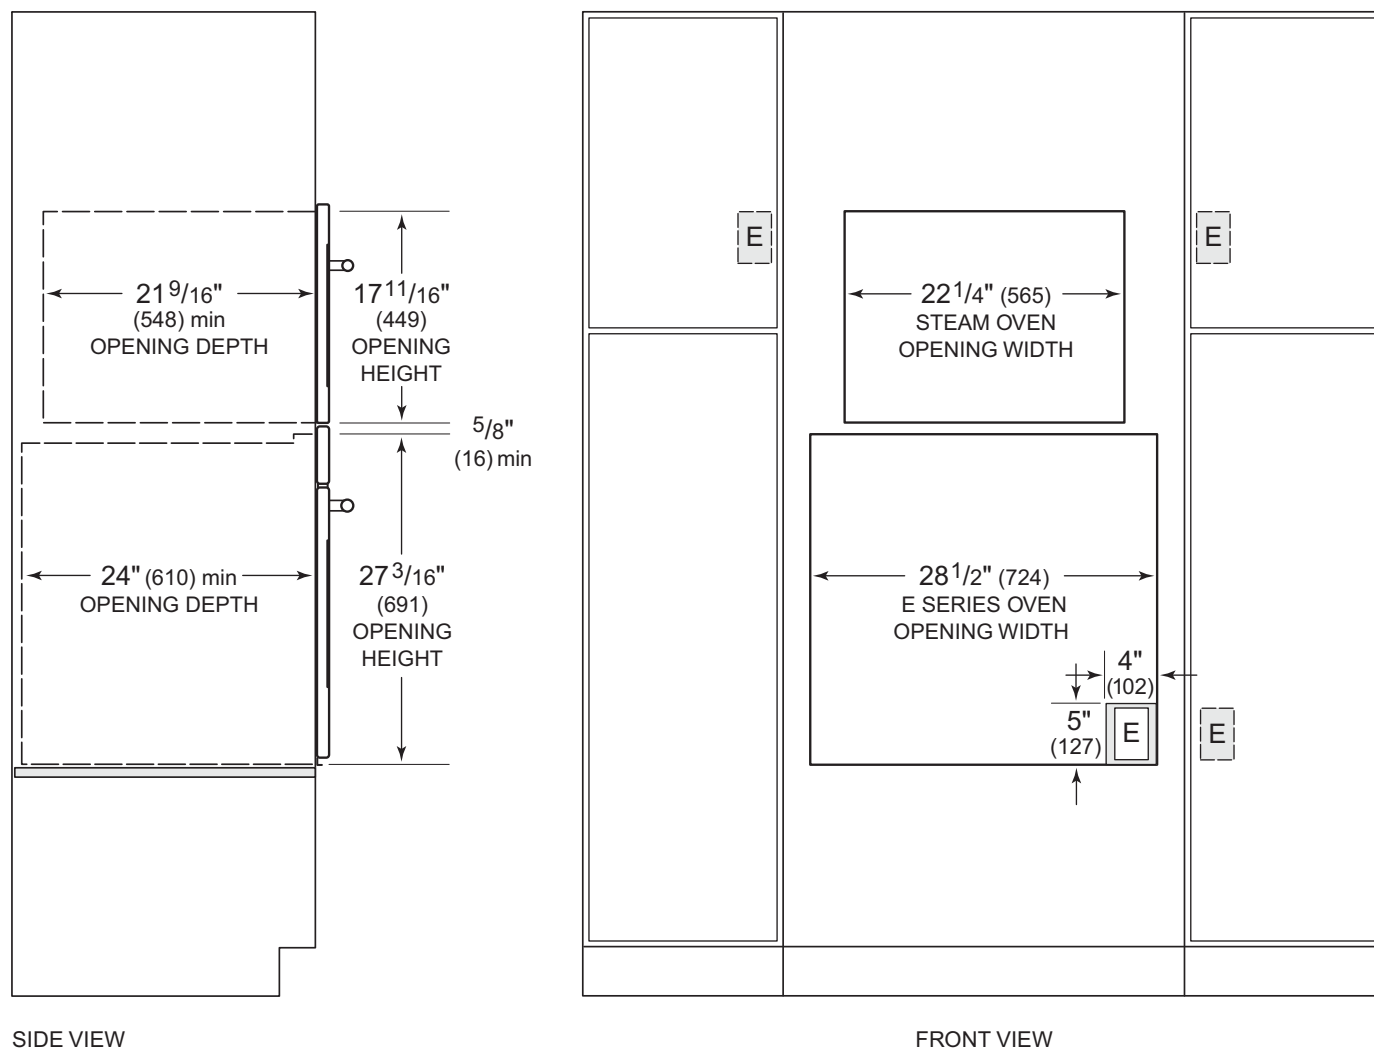 21 9/16"
(548) min
OPENING DEPTH
17 11/16"
(449)
OPENING
HEIGHT
5/8"
(16) min
24" (610) min
OPENING DEPTH
27 3/16"
(691)
OPENING
HEIGHT
SIDE VIEW
E
E
22 1/4" (565)
STEAM OVEN
OPENING WIDTH
28 1/2" (724)
E SERIES OVEN
OPENING WIDTH
4"
(102)
5"
(127)
E
E
FRONT VIEW